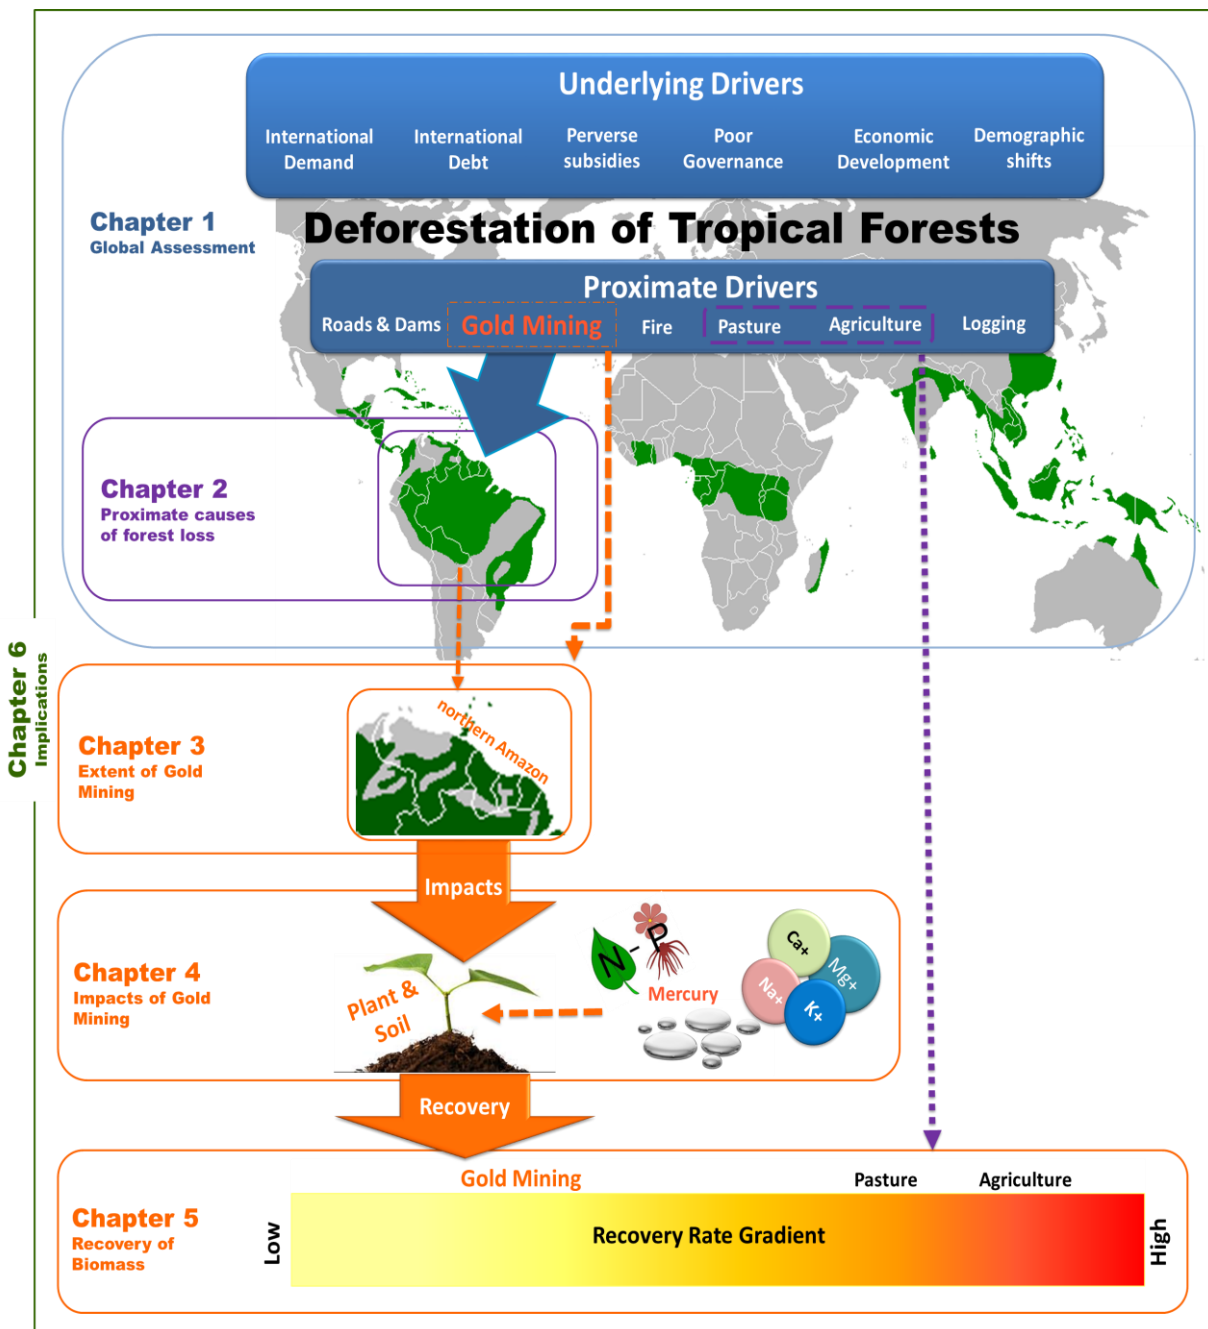 Underlying Drivers
International Demand
International Debt
Perverse subsidies
Poor Governance
Economic Development
Demographic shifts
Chapter 1
Global Assessment
Deforestation of Tropical Forests
Proximate Drivers
Roads & Dams
Gold Mining
Fire
Pasture
Agriculture
Logging
Chapter 2
Proximate causes
of forest loss
Chapter 6
Implications
Chapter 3
Extent of Gold
Mining
northern Amazon
Impacts
Chapter 4
Impacts of Gold
Mining
Plant &
Soil
N-P
Mercury
Ca+
Mg+
Na+
K+
Recovery
Gold Mining
Pasture
Agriculture
Chapter 5
Recovery of
Biomass
Low
Recovery Rate Gradient
High